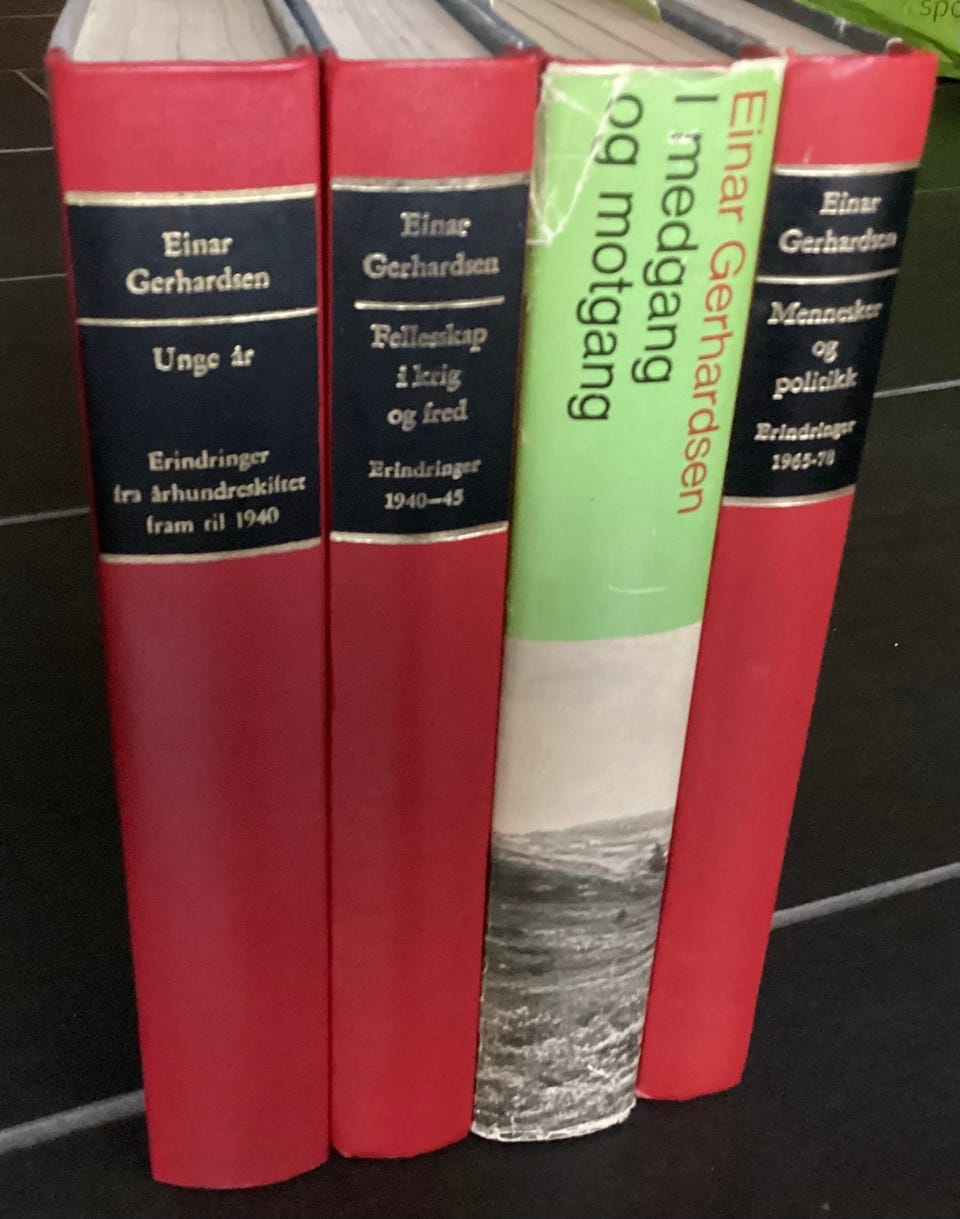 Einar
Gerhardsen
Unge år
Erindringer
fra århundreskiftet
fram til 1940
Einar
Gerhardsen
Fellesskap
i krig
og fred
Erindringer
1940–45
Einar Gerhardsen
I medgang
og motgang
Einar
Gerhardsen
Mennesker
og
politikk
Erindringer
1965-78